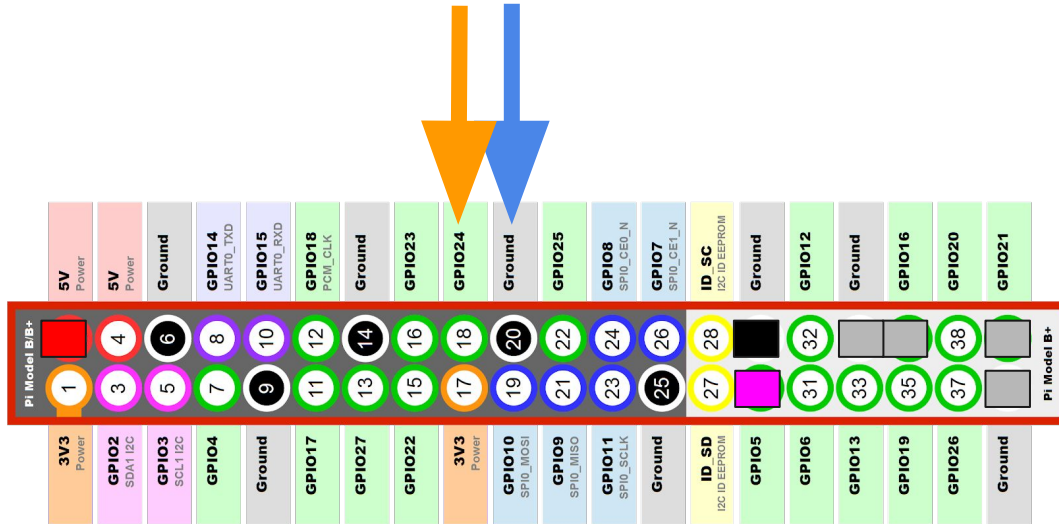 5V
Power
5V
Power
Ground
GPIO14
UART0_TXD
GPIO15
UART0_RXD
GPIO18
PCM_CLK
Ground
GPIO23
GPIO24
Ground
GPIO25
GPIO8
SPI0_CE0_N
GPIO7
SPI0_CE1_N
ID_SC
I2C ID EEPROM
Ground
GPIO12
Ground
GPIO16
GPIO20
GPIO21
Pi Model B/B+
4 6 8 10 12 14 16 18 20 22 24 26 28 32 38
1 3 5 7 9 11 13 15 17 19 21 23 25 27 31 33 35 37
Pi Model B+
3V3
Power
GPIO2
SDA1 I2C
GPIO3
SCL1 I2C
GPIO4
Ground
GPIO17
GPIO27
GPIO22
3V3
Power
GPIO10
SPI0_MOSI
GPIO9
SPI0_MISO
GPIO11
SPI0_SCLK
Ground
ID_SD
I2C ID EEPROM
GPIO5
GPIO6
GPIO13
GPIO19
GPIO26
Ground